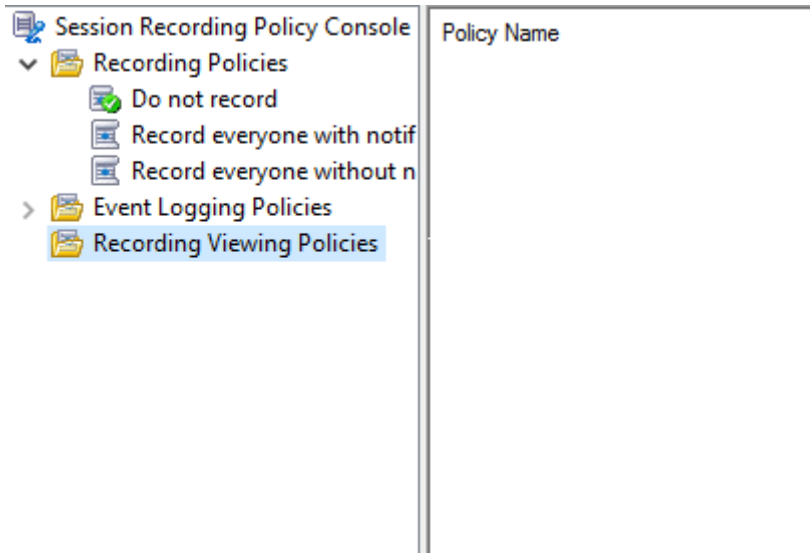 Session Recording Policy Console
Recording Policies
Do not record
Record everyone with notif
Record everyone without n
Event Logging Policies
Recording Viewing Policies
Policy Name